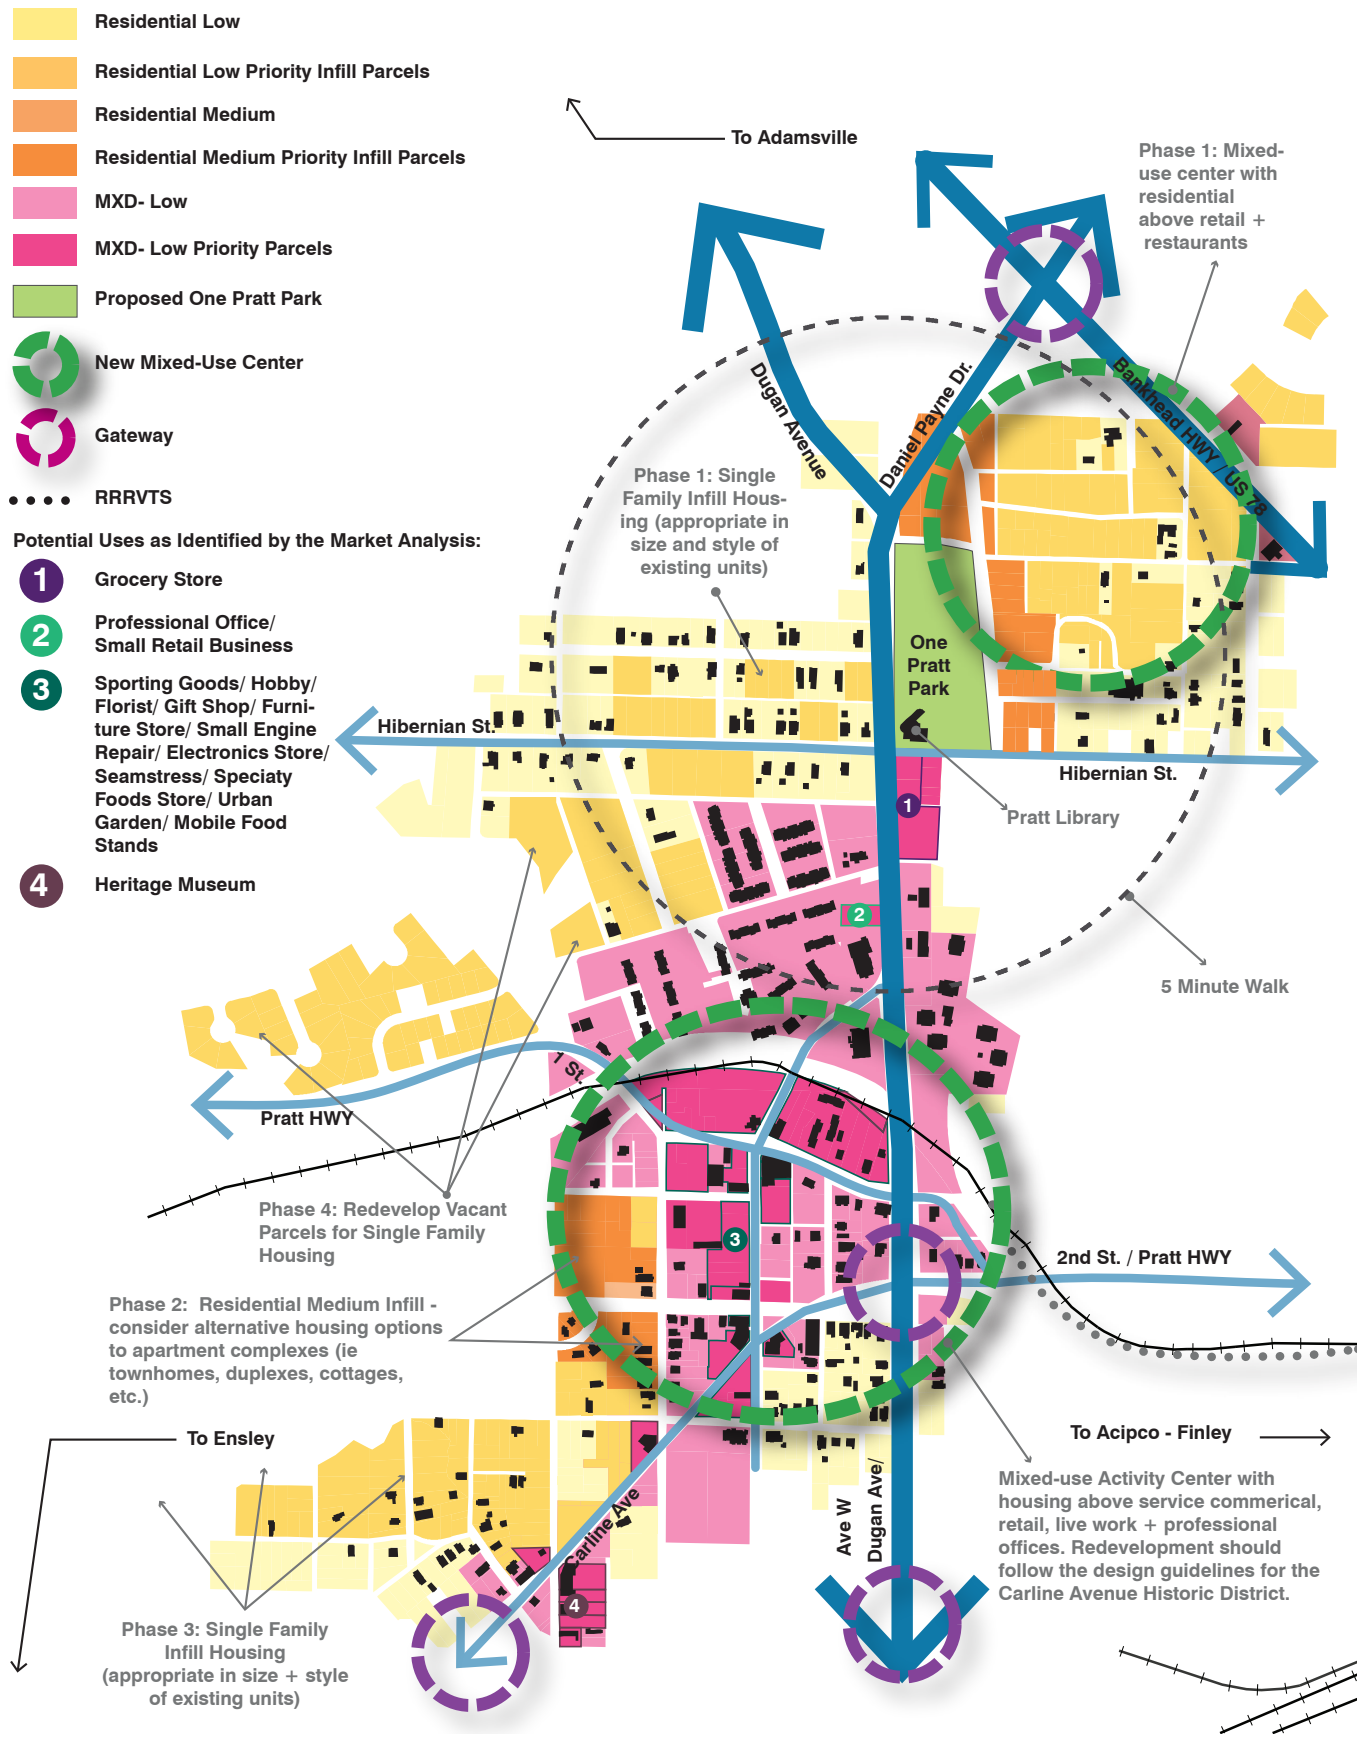 Residential Low
Residential Low Priority Infill Parcels
Residential Medium
Residential Medium Priority Infill Parcels
MXD- Low
MXD- Low Priority Parcels
Proposed One Pratt Park
New Mixed-Use Center
Gateway
RRRVTS
Potential Uses as Identified by the Market Analysis:
1
Grocery Store
2
Professional Office/
Small Retail Business
3
Sporting Goods/ Hobby/
Florist/ Gift Shop/ Furni-
ture Store/ Small Engine
Repair/ Electronics Store/
Seamstress/ Speciaty
Foods Store/ Urban
Garden/ Mobile Food
Stands
4
Heritage Museum
To Adamsville
Phase 1: Mixed-
use center with
residential
above retail +
restaurants
Dugan Avenue
Daniel Payne Dr.
Bankhead HWY / US 78
Phase 1: Single
Family Infill Hous-
ing (appropriate in
size and style of
existing units)
One
Pratt
Park
Hibernian St.
Hibernian St.
1
Pratt Library
2
5 Minute Walk
1 St.
Pratt HWY
Phase 4: Redevelop Vacant
Parcels for Single Family
Housing
3
2nd St. / Pratt HWY
Phase 2: Residential Medium Infill -
consider alternative housing options
to apartment complexes (ie
townhomes, duplexes, cottages,
etc.)
To Ensley
To Acipco - Finley
Mixed-use Activity Center with
housing above service commerical,
retail, live work + professional
offices. Redevelopment should
follow the design guidelines for the
Carline Avenue Historic District.
Ave W
Dugan Ave/
Carline Ave
4
Phase 3: Single Family
Infill Housing
(appropriate in size + style
of existing units)